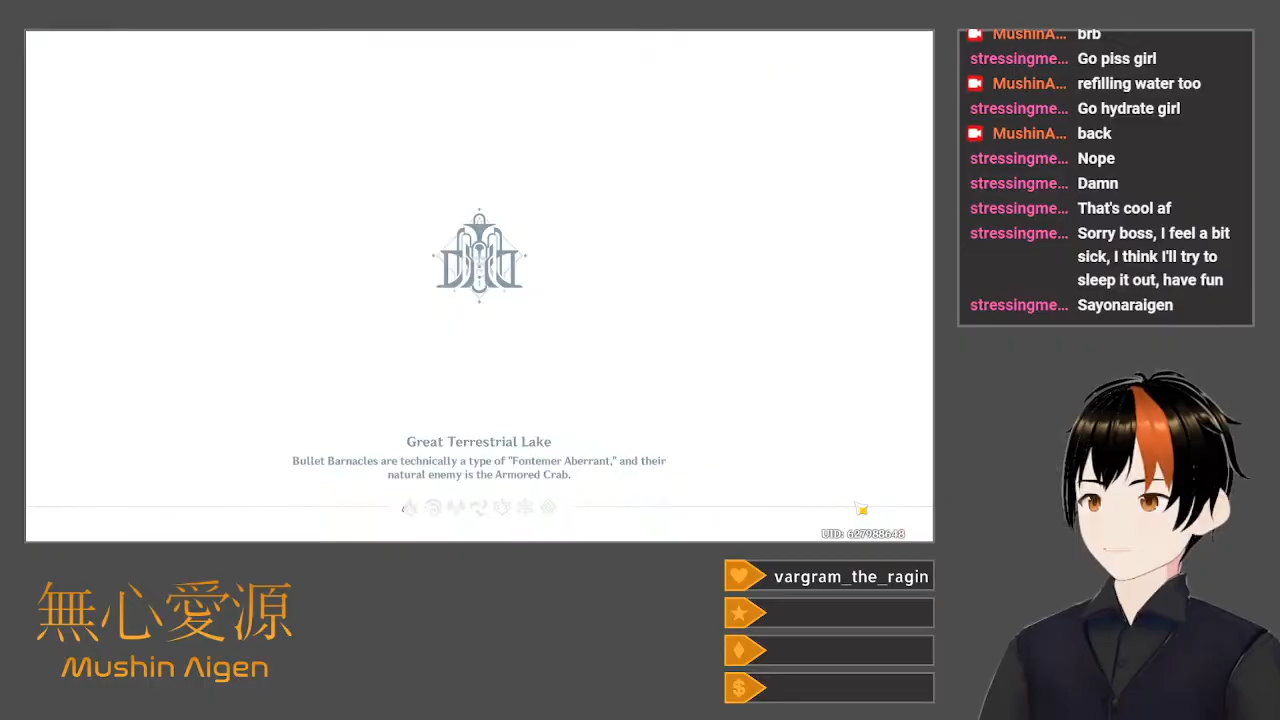 MushinA... brb
stressingme... Go piss girl
MushinA... refilling water too
stressingme... Go hydrate girl
MushinA... back
stressingme... Nope
stressingme... Damn
stressingme... That's cool af
stressingme... Sorry boss, I feel a bit
sick, I think I'll try to
sleep it out, have fun
stressingme... Sayonaraigen
Great Terrestrial Lake
Bullet Barnacles are technically a type of "Fontemer Aberrant," and their
natural enemy is the Armored Crab.
UID: 627988648
vargram_the_ragin
無心愛源
Mushin Aigen